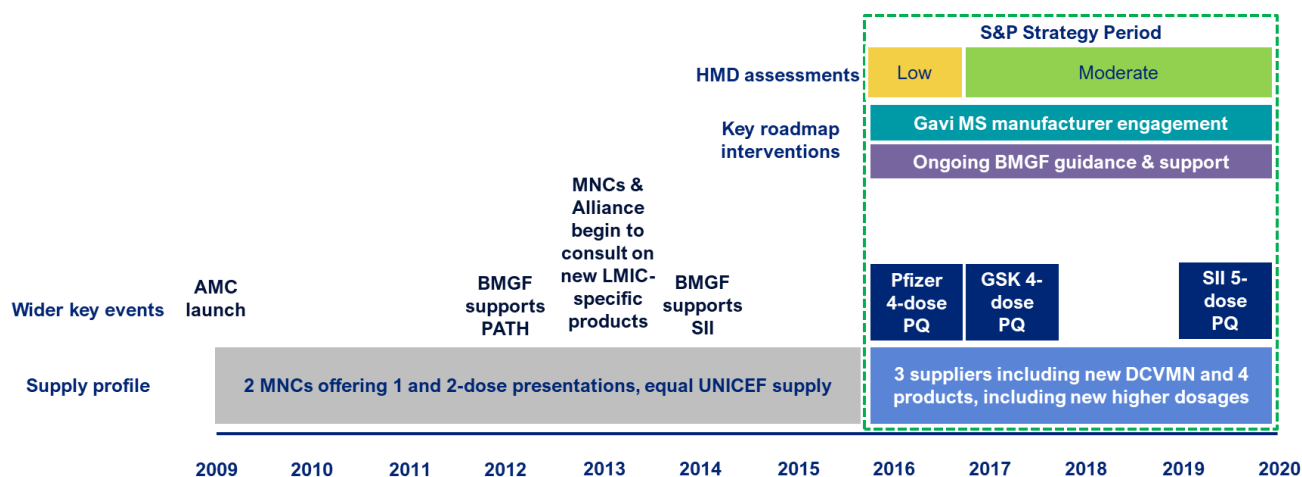 S&P Strategy Period
HMD assessments
Low
Moderate
Key roadmap
interventions
Gavi MS manufacturer engagement
Ongoing BMGF guidance & support
Wider key events
AMC
launch
BMGF
supports
PATH
MNCs &
Alliance
begin to
consult on
new LMIC-
specific
products
BMGF
supports
SII
Pfizer
4-dose
PQ
GSK 4-
dose
PQ
SII 5-
dose
PQ
Supply profile
2 MNCs offering 1 and 2-dose presentations, equal UNICEF supply
3 suppliers including new DCVMN and 4
products, including new higher dosages
2009
2010
2011
2012
2013
2014
2015
2016
2017
2018
2019
2020